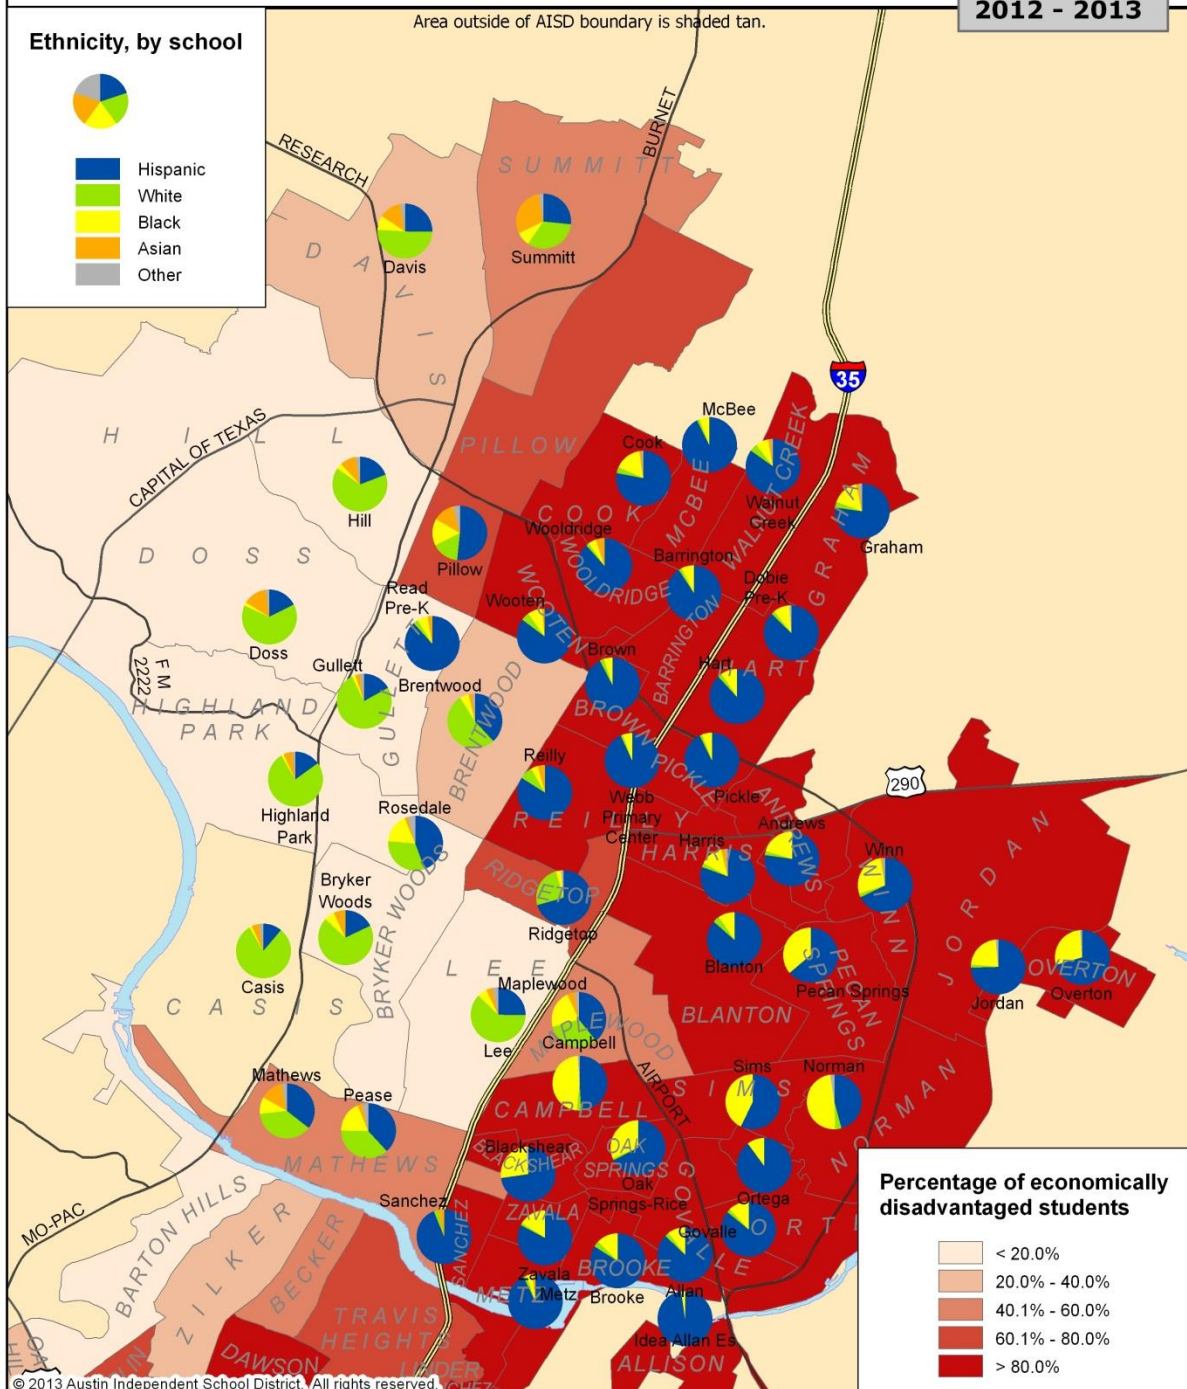 2012 - 2013
Area outside of AISD boundary is shaded tan.
Ethnicity, by school
Hispanic
White
Black
Asian
Other
RESEARCH
BURNET
SUMMITT
DAVIS
Davis
Summitt
35
HILL
CAPITAL OF TEXAS
PILLOW
McBee
Cook
COOK
MCBEE
WALNUT CREEK
Walnut
Creek
GRAHAM
Graham
Hill
DOSS
Pillow
Wooldridge
WOOLDRIDGE
Barrington
BARRINGTON
Dobie
Pre-K
Read
Pre-K
Wooten
WOOTEN
Doss
Gullett
GULLETT
Brentwood
BRENTWOOD
Brown
BROWN
Hart
HART
FM
2222
HIGHLAND
PARK
Highland
Park
Reilly
REILLY
Webb
Primary
Center
PICKLE
Pickle
290
ANDREWS
Andrews
Rosedale
Harris
HARRIS
Winn
WINN
JORDAN
Bryker
Woods
BRYKER WOODS
RIDGETOP
Ridgetop
Casis
CASIS
LEE
Lee
Maplewood
MAPLEWOOD
Blanton
BLANTON
Pecan Springs
PECAN
SPRINGS
Jordan
OVERTON
Overton
Campbell
CAMPBELL
AIRPORT
Sims
SIMS
Norman
NORMAN
Mathews
MATHEWS
Pease
Blackshear
BLACKSHEAR
OAK
SPRINGS
Oak
Springs-Rice
Ortega
ORT
GOVALLE
Govalle
Sanchez
SANCHEZ
ZAVALA
Zavala
METZ
Metz
BROOKE
Brooke
Allan
Idea Allan Es
ALLISON
MO-PAC
BARTON HILLS
ZILKER
BECKER
TRAVIS
HEIGHTS
DAWSON
LINDER
Percentage of economically
disadvantaged students
< 20.0%
20.0% - 40.0%
40.1% - 60.0%
60.1% - 80.0%
> 80.0%
© 2013 Austin Independent School District. All rights reserved.